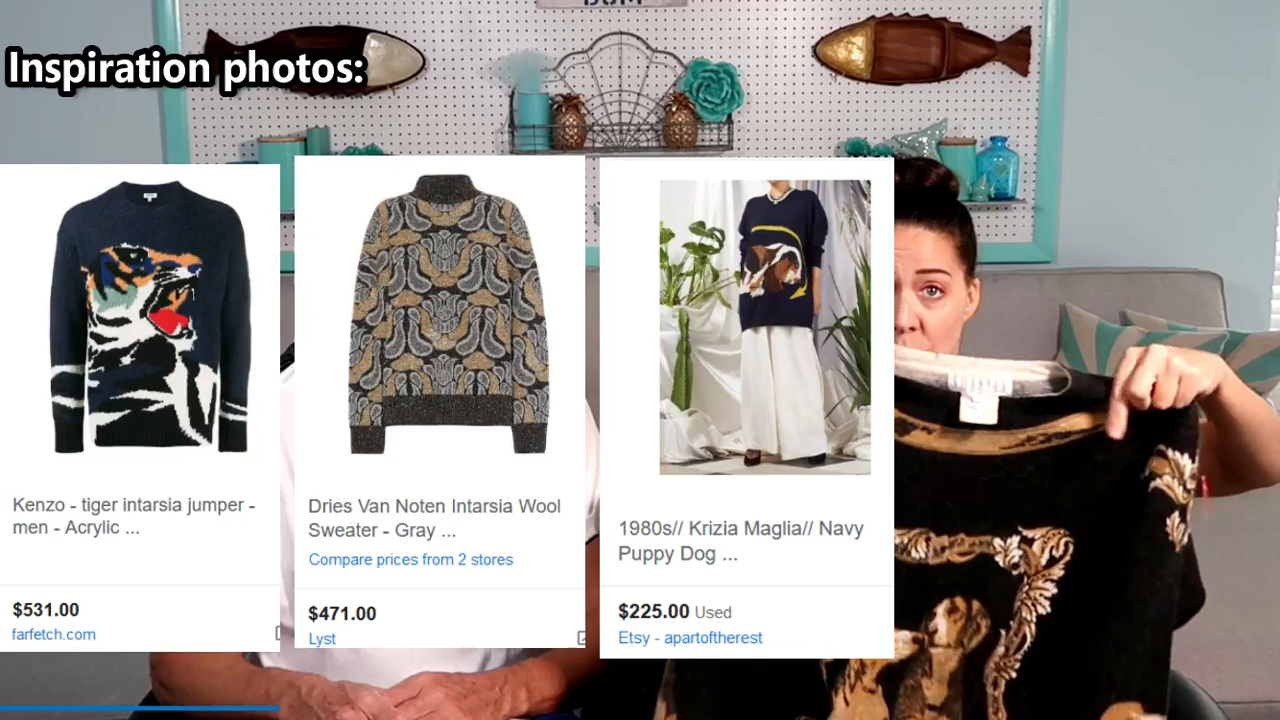 Inspiration photos:
Kenzo - tiger intarsia jumper -
men - Acrylic ...
$531.00
farfetch.com
Dries Van Noten Intarsia Wool
Sweater - Gray ...
Compare prices from 2 stores
$471.00
Lyst
1980s// Krizia Maglia// Navy
Puppy Dog ...
$225.00 Used
Etsy - apartoftherest